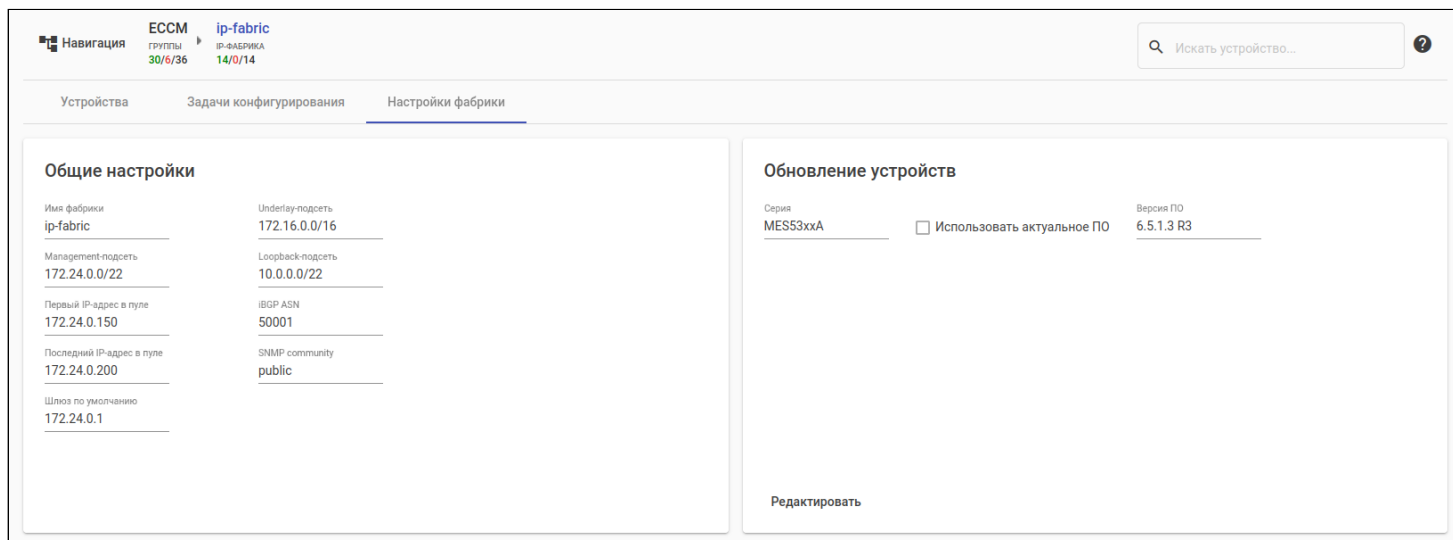 Навигация
ECCM
ГРУППЫ
30/6/36
ip-fabric
IP-ФАБРИКА
14/0/14
Искать устройство...
Устройства
Задачи конфигурирования
Настройки фабрики
Общие настройки
Имя фабрики
ip-fabric
Underlay-подсеть
172.16.0.0/16
Management-подсеть
172.24.0.0/22
Loopback-подсеть
10.0.0.0/22
Первый IP-адрес в пуле
172.24.0.150
iBGP ASN
50001
Последний IP-адрес в пуле
172.24.0.200
SNMP community
public
Шлюз по умолчанию
172.24.0.1
Обновление устройств
Серия
MES53xxA
Использовать актуальное ПО
Версия ПО
6.5.1.3 R3
Редактировать